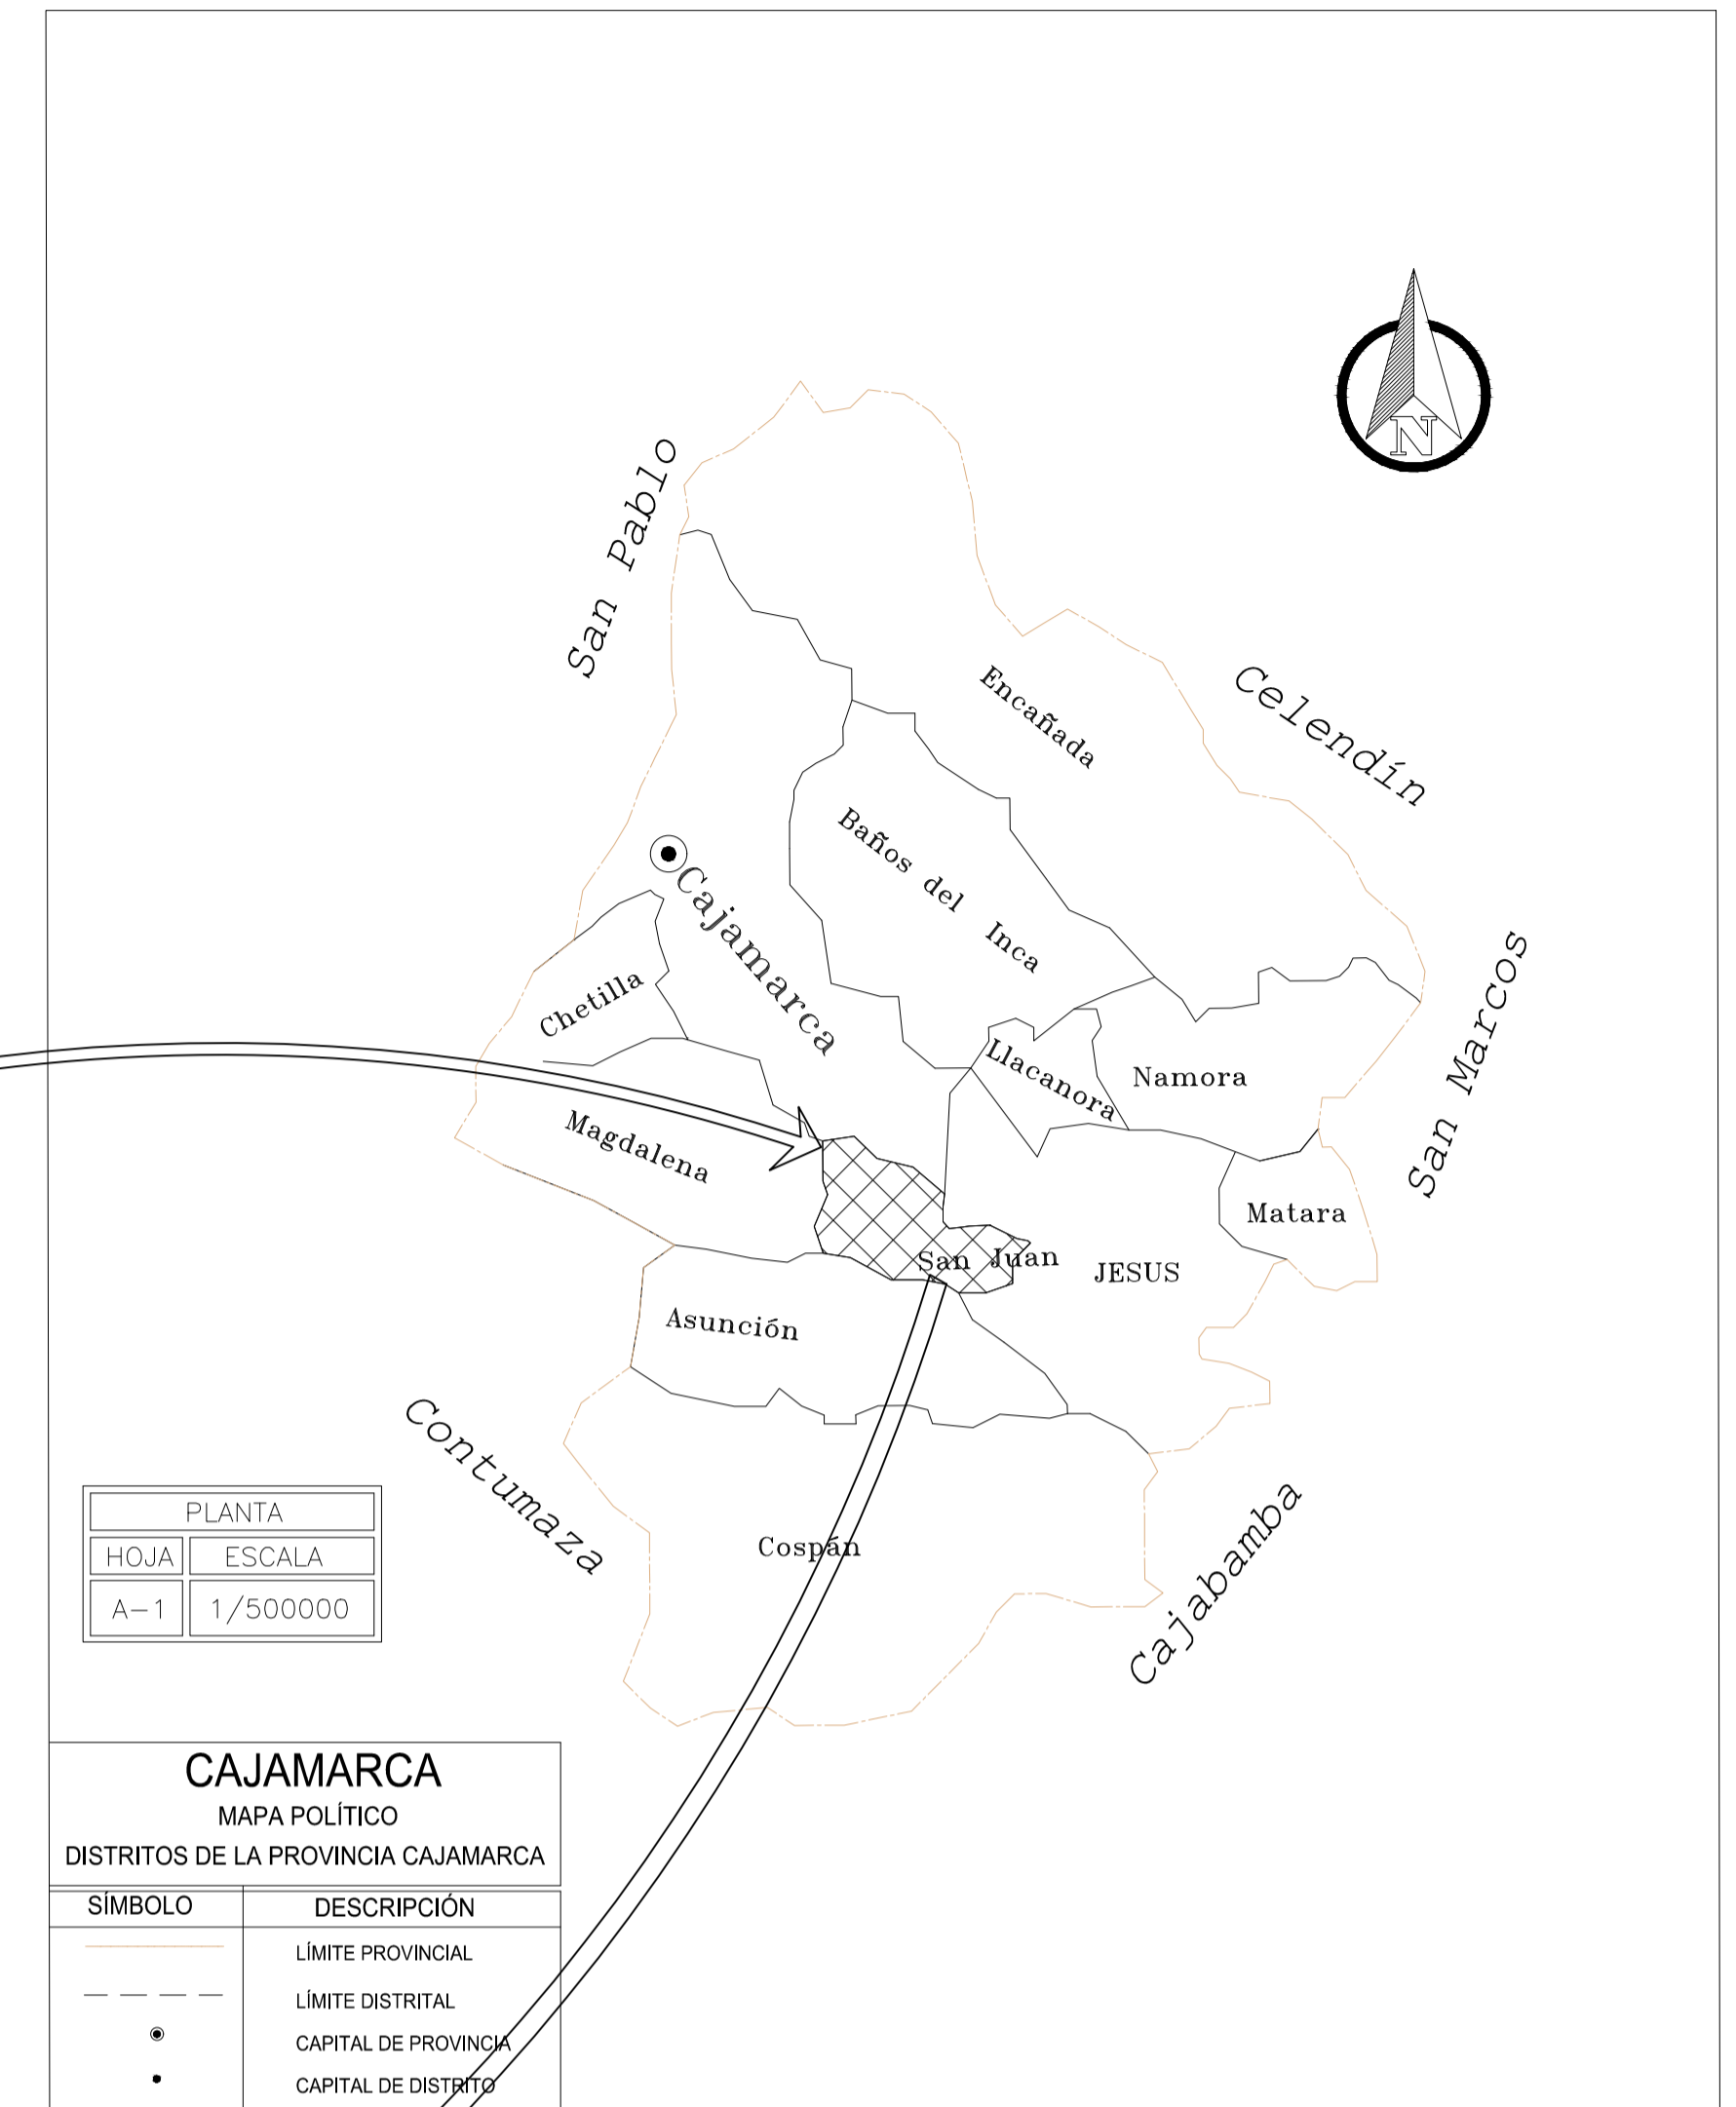 N
San Pablo
Celendín
Encañada
Baños del Inca
Cajamarca
San Marcos
Chetilla
Llacanora
Namora
Magdalena
Matara
San Juan
JESUS
Asunción
Contumaza
Cospán
Cajabamba
PLANTA
HOJA ESCALA
A-1 1/500000
CAJAMARCA
MAPA POLÍTICO
DISTRITOS DE LA PROVINCIA CAJAMARCA
SÍMBOLO DESCRIPCIÓN
LÍMITE PROVINCIAL
LÍMITE DISTRITAL
CAPITAL DE PROVINCIA
CAPITAL DE DISTRITO